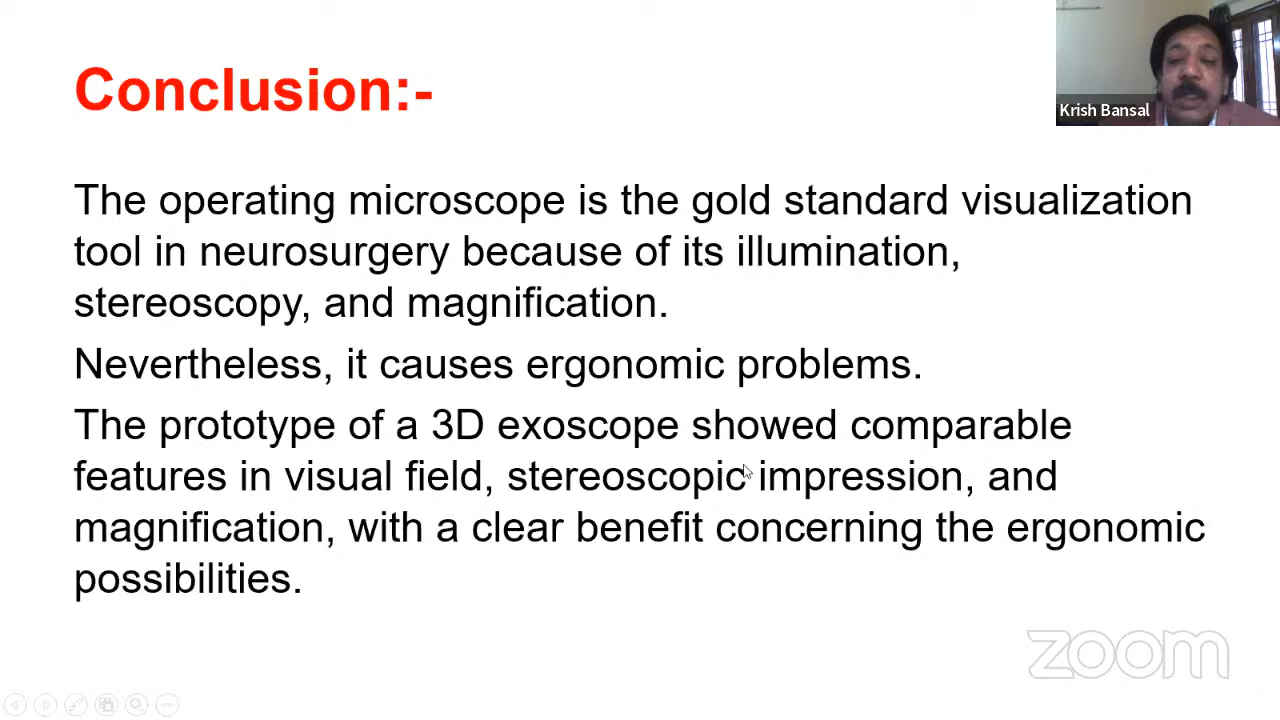 Conclusion:-
Krish Bansal
The operating microscope is the gold standard visualization
tool in neurosurgery because of its illumination,
stereoscopy, and magnification.
Nevertheless, it causes ergonomic problems.
The prototype of a 3D exoscope showed comparable
features in visual field, stereoscopic impression, and
magnification, with a clear benefit concerning the ergonomic
possibilities.
zoom